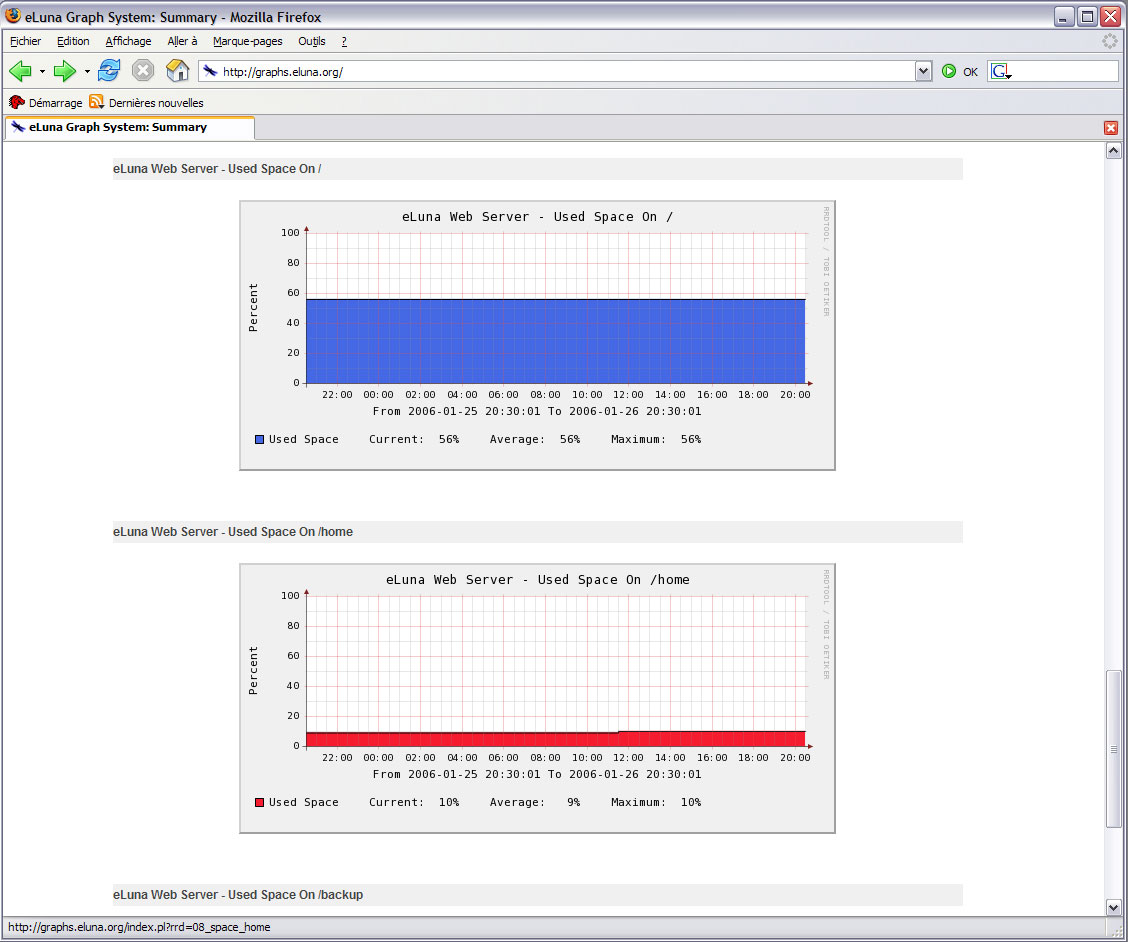 eLuna Graph System: Summary - Mozilla Firefox
Fichier Edition Affichage Aller à Marque-pages Outils ?
http://graphs.eluna.org/ OK G
Démarrage Dernières nouvelles
eLuna Graph System: Summary
eLuna Web Server - Used Space On /
eLuna Web Server - Used Space On /
RRDTOOL / TOBI OETIKER
Percent
100
80
60
40
20
0
22:00 00:00 02:00 04:00 06:00 08:00 10:00 12:00 14:00 16:00 18:00 20:00
From 2006-01-25 20:30:01 To 2006-01-26 20:30:01
Used Space Current: 56% Average: 56% Maximum: 56%
eLuna Web Server - Used Space On /home
eLuna Web Server - Used Space On /home
RRDTOOL / TOBI OETIKER
Percent
100
80
60
40
20
0
22:00 00:00 02:00 04:00 06:00 08:00 10:00 12:00 14:00 16:00 18:00 20:00
From 2006-01-25 20:30:01 To 2006-01-26 20:30:01
Used Space Current: 10% Average: 9% Maximum: 10%
eLuna Web Server - Used Space On /backup
http://graphs.eluna.org/index.pl?rrd=08_space_home